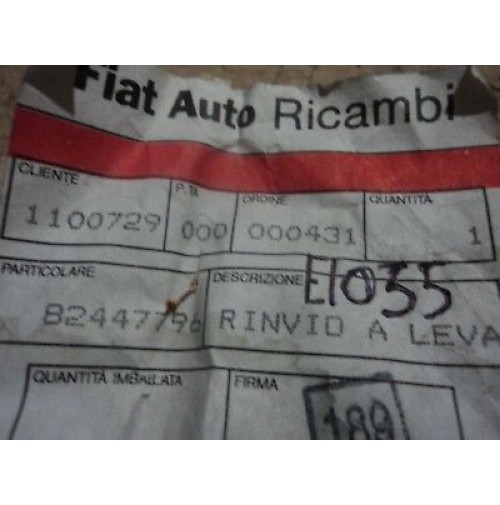 Fiat Auto Ricambi
CLIENTE P.B. ORDINE QUANTITÀ
1100729 000 000431 1
PARTICOLARE DESCRIZIONE E1035
82447796 RINVIO A LEVA
QUANTITÀ IMBALLATA FIRMA
189